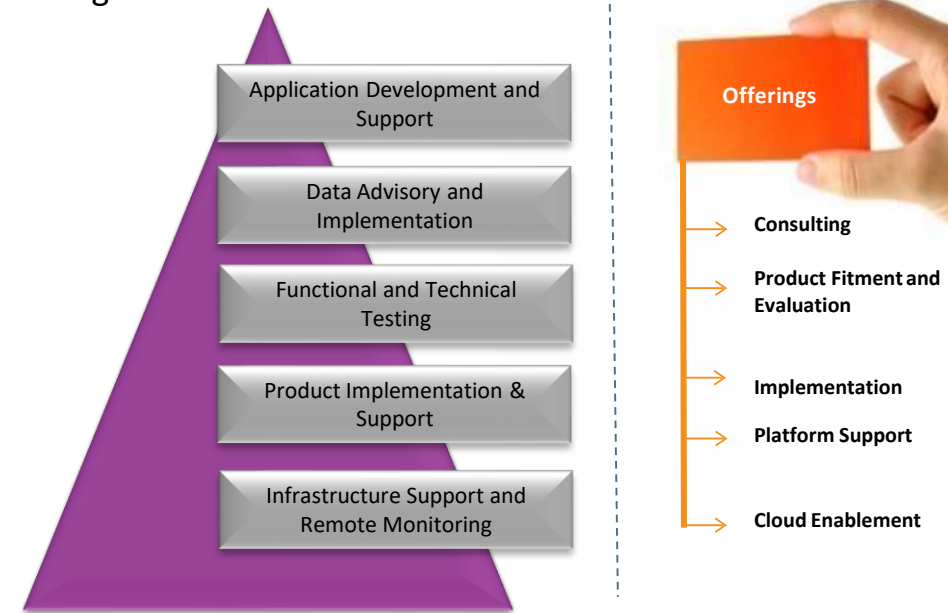 Application Development and
Support
Data Advisory and
Implementation
Functional and Technical
Testing
Product Implementation &
Support
Infrastructure Support and
Remote Monitoring
Offerings
Consulting
Product Fitment and
Evaluation
Implementation
Platform Support
Cloud Enablement